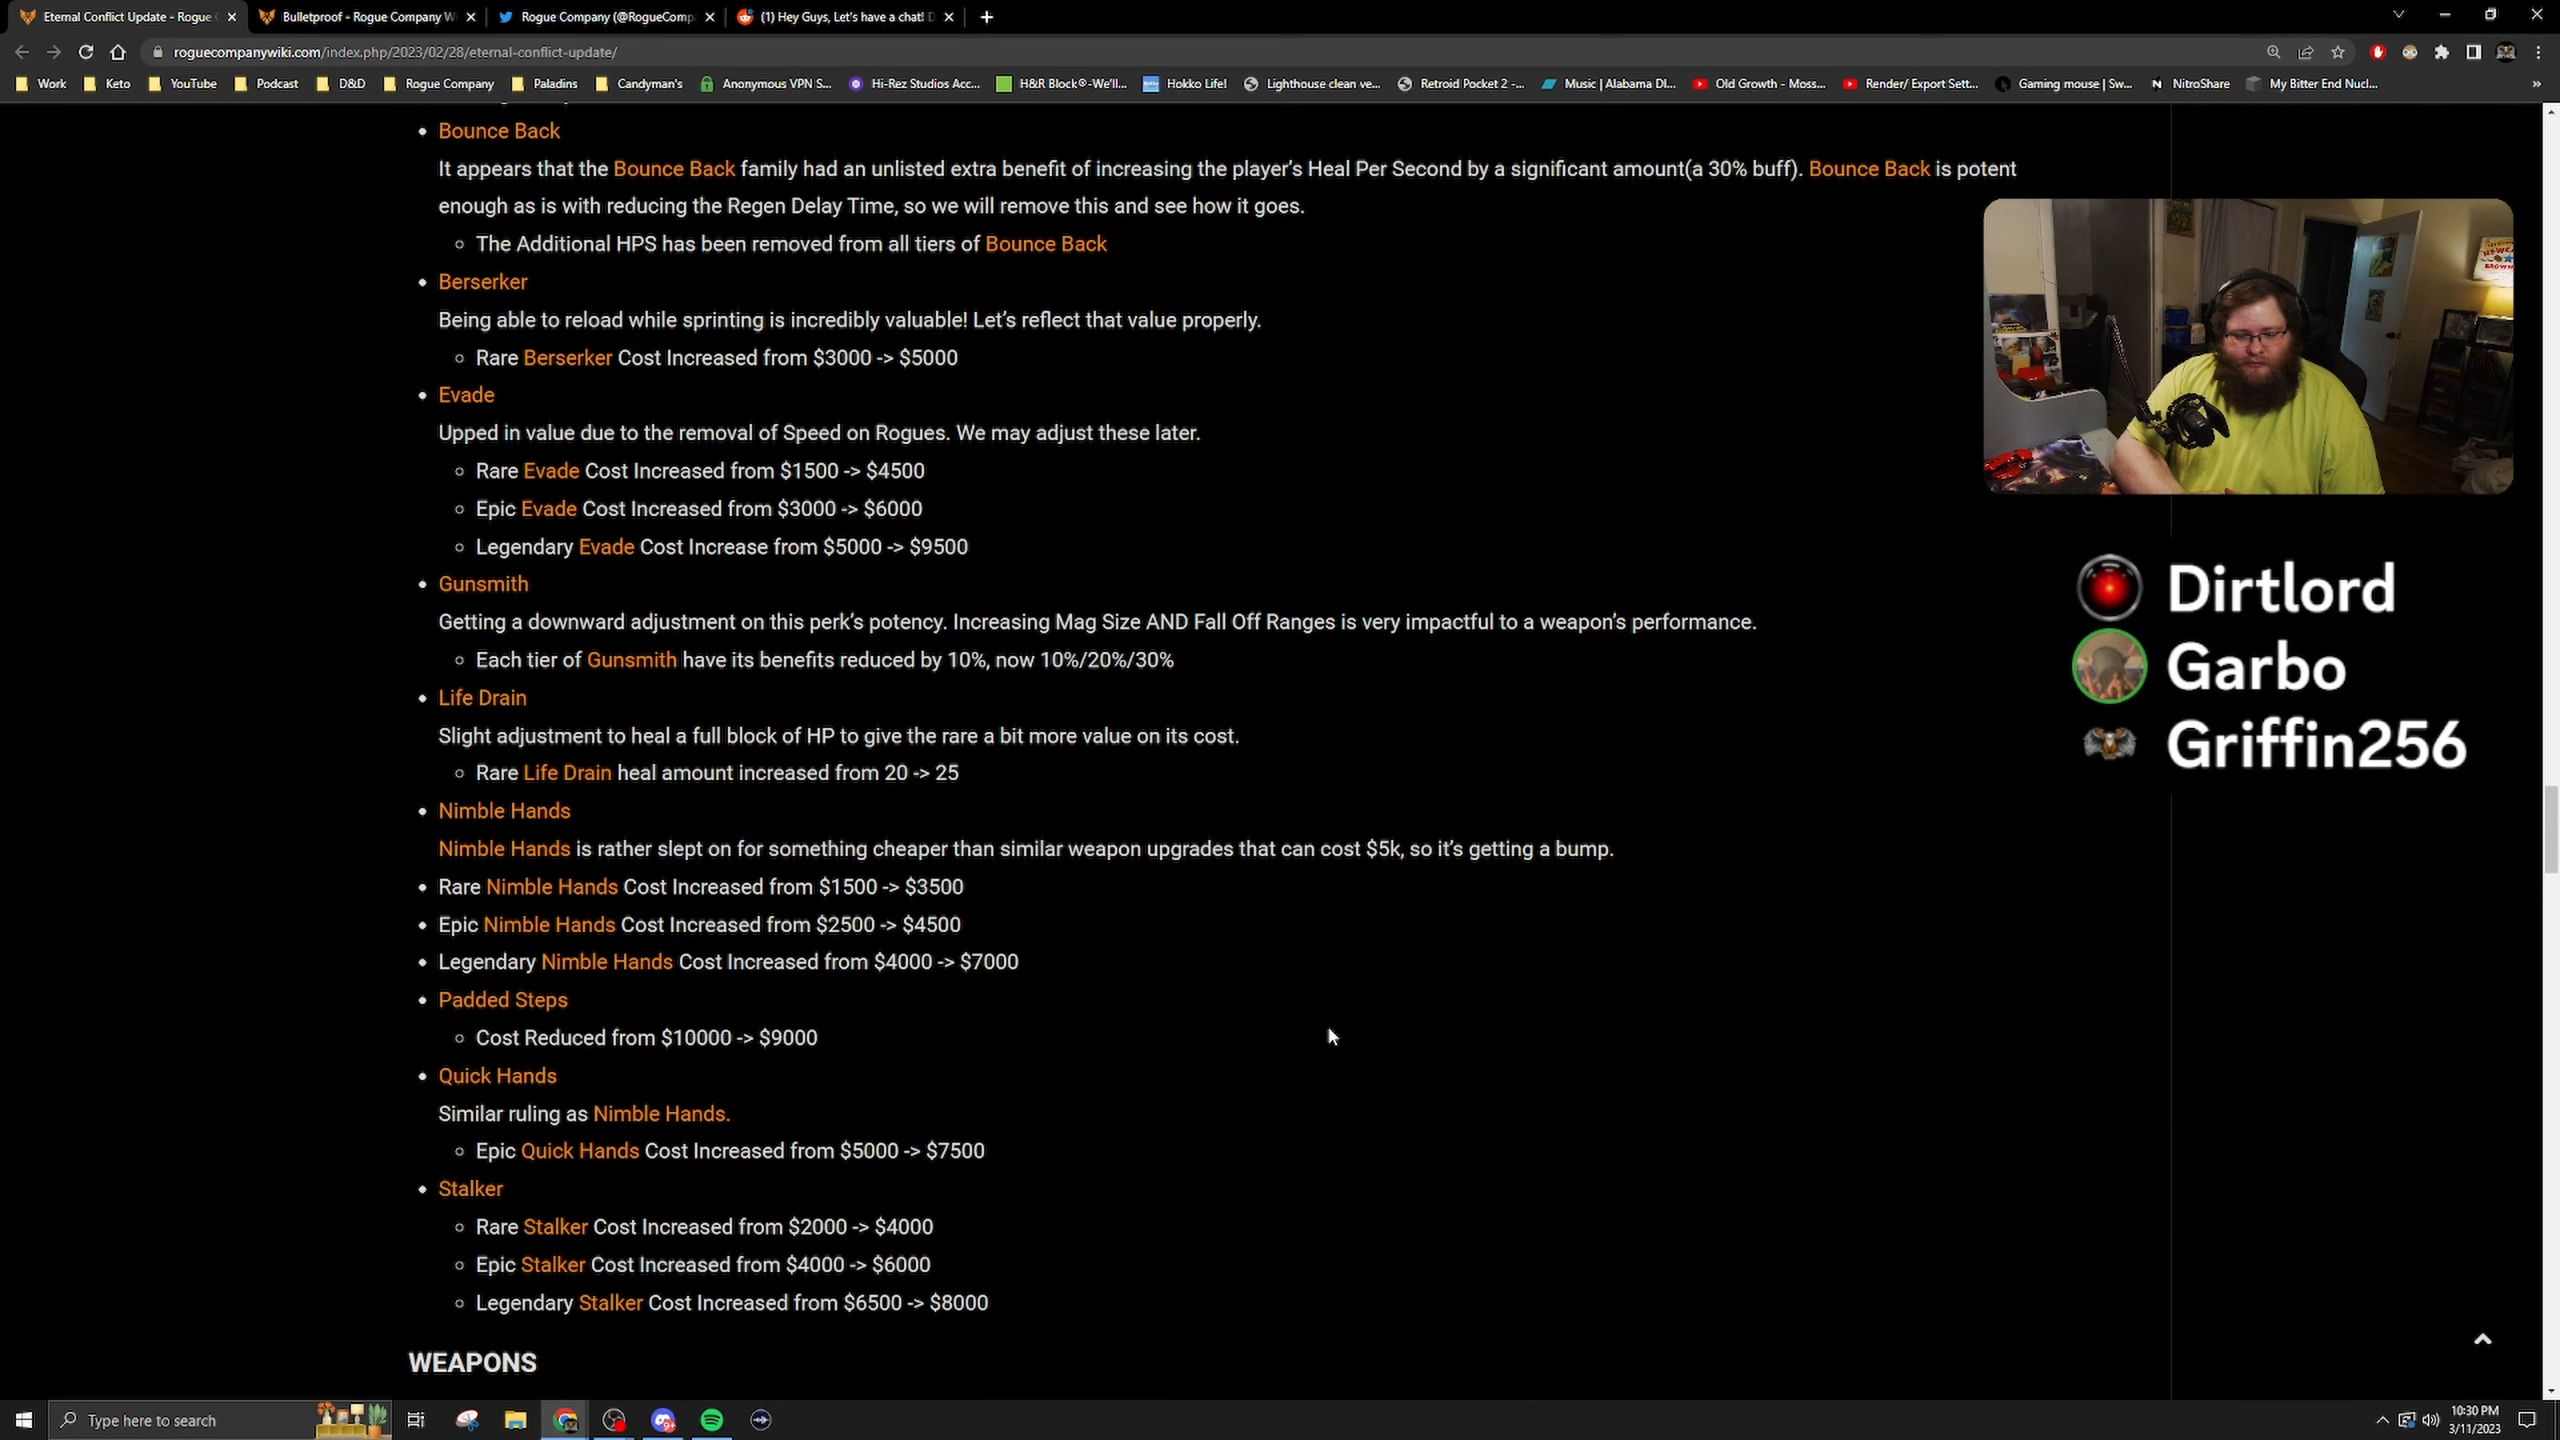 Eternal Conflict Update - Rogue C
Bulletproof - Rogue Company Wi
Rogue Company (@RogueComp
(1) Hey Guys, Let's have a chat! D
roguecompanywiki.com/index.php/2023/02/28/eternal-conflict-update/
Work Keto YouTube Podcast D&D Rogue Company Paladins Candyman's Anonymous VPN S... Hi-Rez Studios Acc... H&R Block®-We'll... Hokko Life! Lighthouse clean ve... Retroid Pocket 2 -... Music | Alabama DI... Old Growth - Moss... Render/ Export Sett... Gaming mouse | Sw... NitroShare My Bitter End Nucl... »
• Bounce Back
It appears that the Bounce Back family had an unlisted extra benefit of increasing the player's Heal Per Second by a significant amount(a 30% buff). Bounce Back is potent
enough as is with reducing the Regen Delay Time, so we will remove this and see how it goes.
◦ The Additional HPS has been removed from all tiers of Bounce Back
• Berserker
Being able to reload while sprinting is incredibly valuable! Let's reflect that value properly.
◦ Rare Berserker Cost Increased from $3000 -> $5000
• Evade
Upped in value due to the removal of Speed on Rogues. We may adjust these later.
◦ Rare Evade Cost Increased from $1500 -> $4500
◦ Epic Evade Cost Increased from $3000 -> $6000
◦ Legendary Evade Cost Increase from $5000 -> $9500
• Gunsmith
Getting a downward adjustment on this perk's potency. Increasing Mag Size AND Fall Off Ranges is very impactful to a weapon's performance.
◦ Each tier of Gunsmith have its benefits reduced by 10%, now 10%/20%/30%
• Life Drain
Slight adjustment to heal a full block of HP to give the rare a bit more value on its cost.
◦ Rare Life Drain heal amount increased from 20 -> 25
• Nimble Hands
Nimble Hands is rather slept on for something cheaper than similar weapon upgrades that can cost $5k, so it's getting a bump.
• Rare Nimble Hands Cost Increased from $1500 -> $3500
• Epic Nimble Hands Cost Increased from $2500 -> $4500
• Legendary Nimble Hands Cost Increased from $4000 -> $7000
• Padded Steps
◦ Cost Reduced from $10000 -> $9000
• Quick Hands
Similar ruling as Nimble Hands.
◦ Epic Quick Hands Cost Increased from $5000 -> $7500
• Stalker
◦ Rare Stalker Cost Increased from $2000 -> $4000
◦ Epic Stalker Cost Increased from $4000 -> $6000
◦ Legendary Stalker Cost Increased from $6500 -> $8000
WEAPONS
Dirtlord
Garbo
Griffin256
Type here to search
10:30 PM
3/11/2023